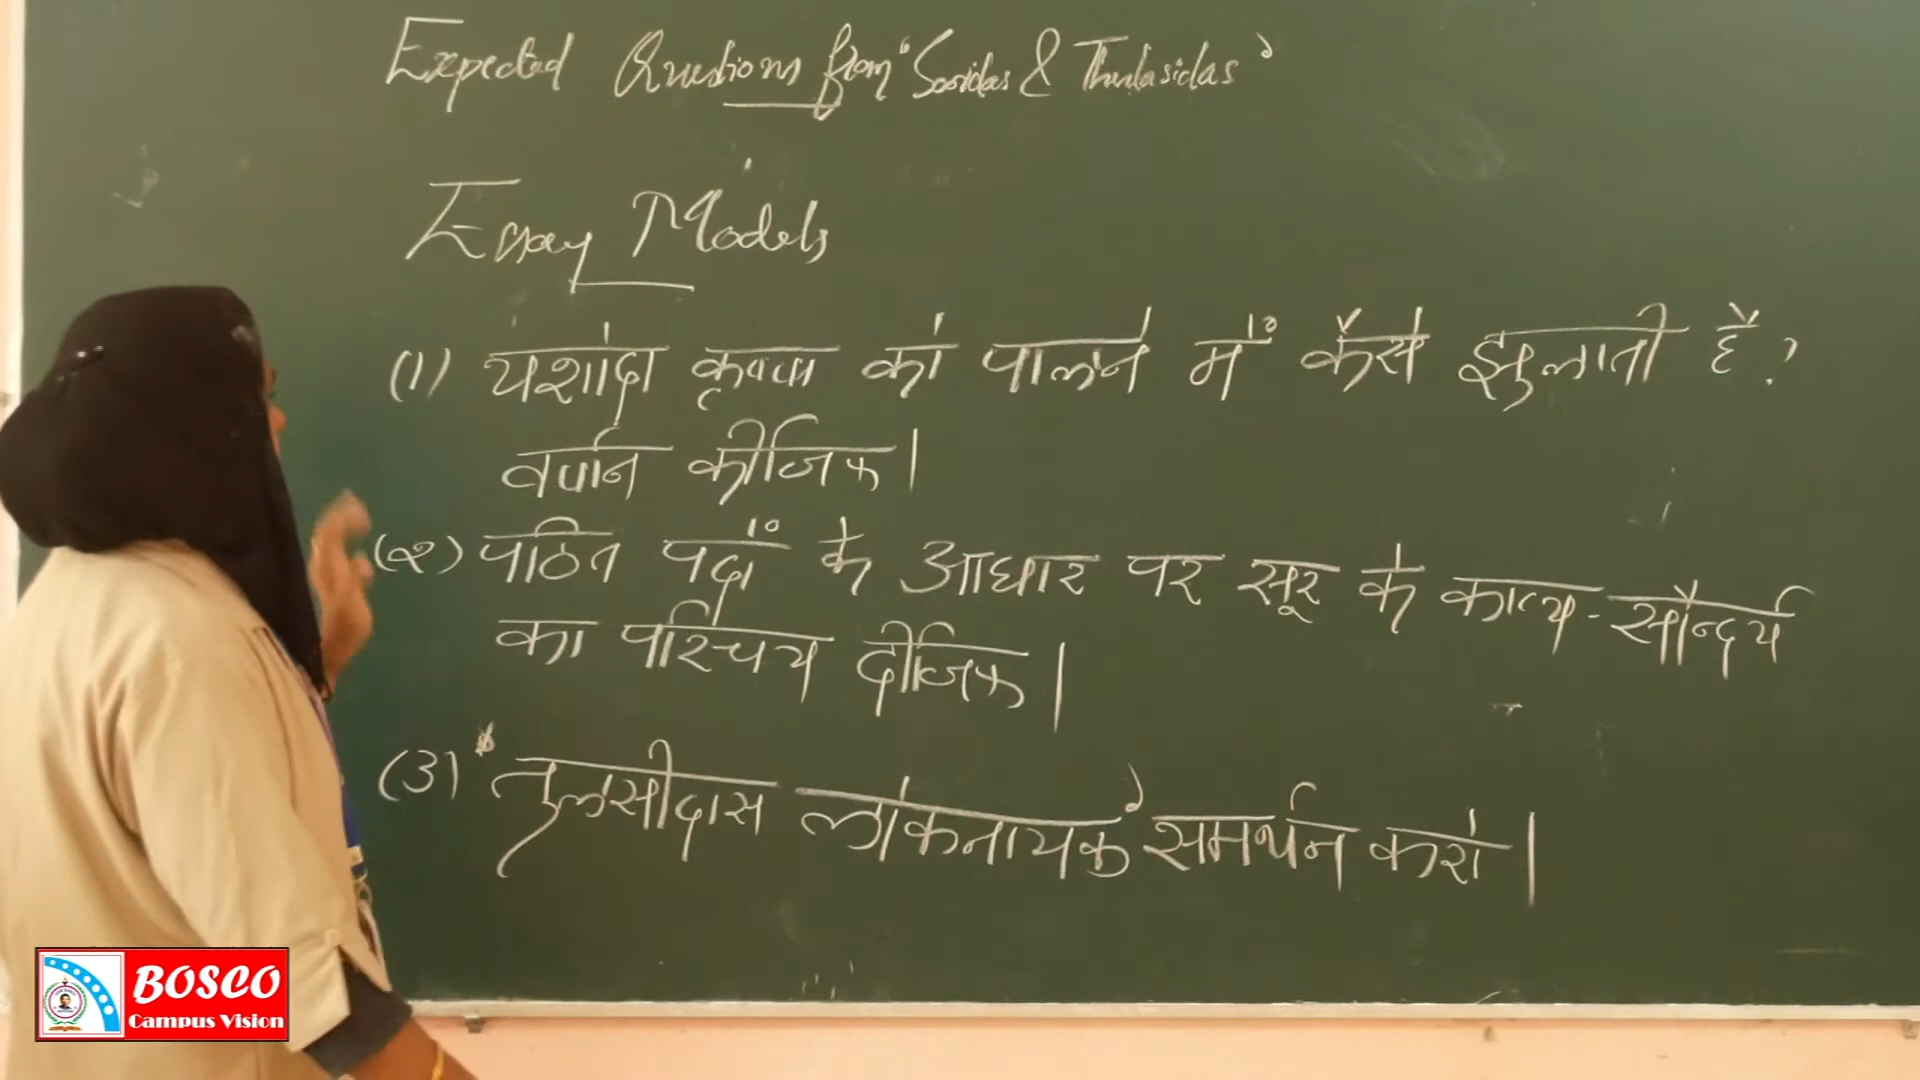 Expected Questions from 'Soordas & Thulasidas'
Essay Models
(1) यशोदा कृष्ण को पालने में कैसे झुलाती है ?
वर्णन कीजिए।
(२) पठित पदों के आधार पर सूर के काव्य-सौन्दर्य
का परिचय दीजिए।
(3) 'तुलसीदास लोकनायक' समर्थन करो।
BOSCO
Campus Vision